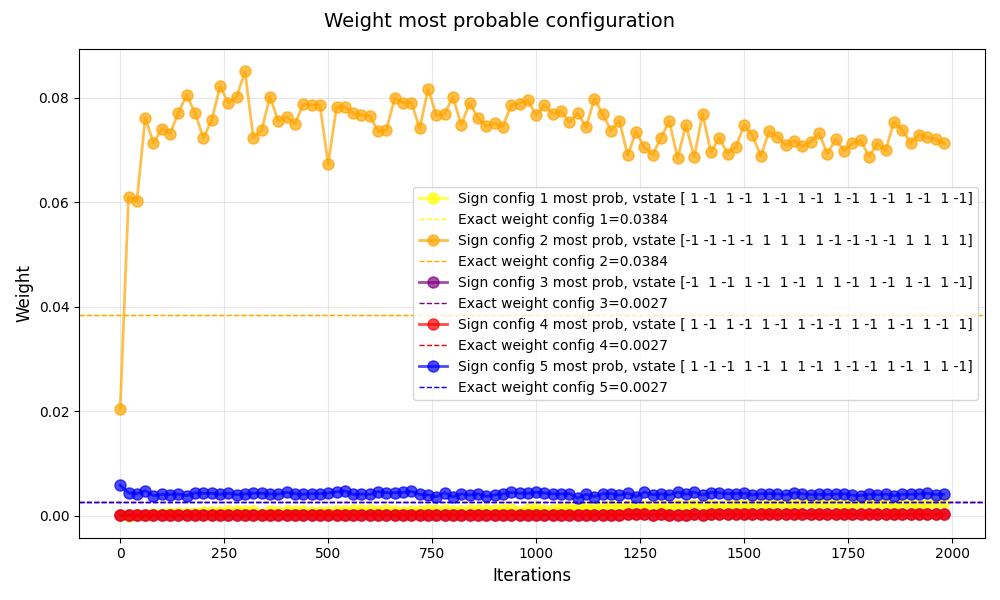 Weight most probable configuration
Weight
0.08
0.06
0.04
0.02
0.00
Sign config 1 most prob, vstate [ 1 -1  1 -1  1 -1  1 -1  1 -1  1 -1  1 -1  1 -1]
Exact weight config 1=0.0384
Sign config 2 most prob, vstate [-1 -1 -1 -1  1  1  1  1 -1 -1 -1 -1  1  1  1  1]
Exact weight config 2=0.0384
Sign config 3 most prob, vstate [-1  1 -1  1 -1  1  1 -1  1 -1  1 -1  1 -1  1 -1]
Exact weight config 3=0.0027
Sign config 4 most prob, vstate [ 1 -1  1 -1  1 -1  1 -1 -1  1 -1  1 -1  1 -1  1]
Exact weight config 4=0.0027
Sign config 5 most prob, vstate [ 1 -1 -1  1 -1  1 -1  1 -1  1 -1  1 -1  1  1 -1]
Exact weight config 5=0.0027
0 250 500 750 1000 1250 1500 1750 2000
Iterations